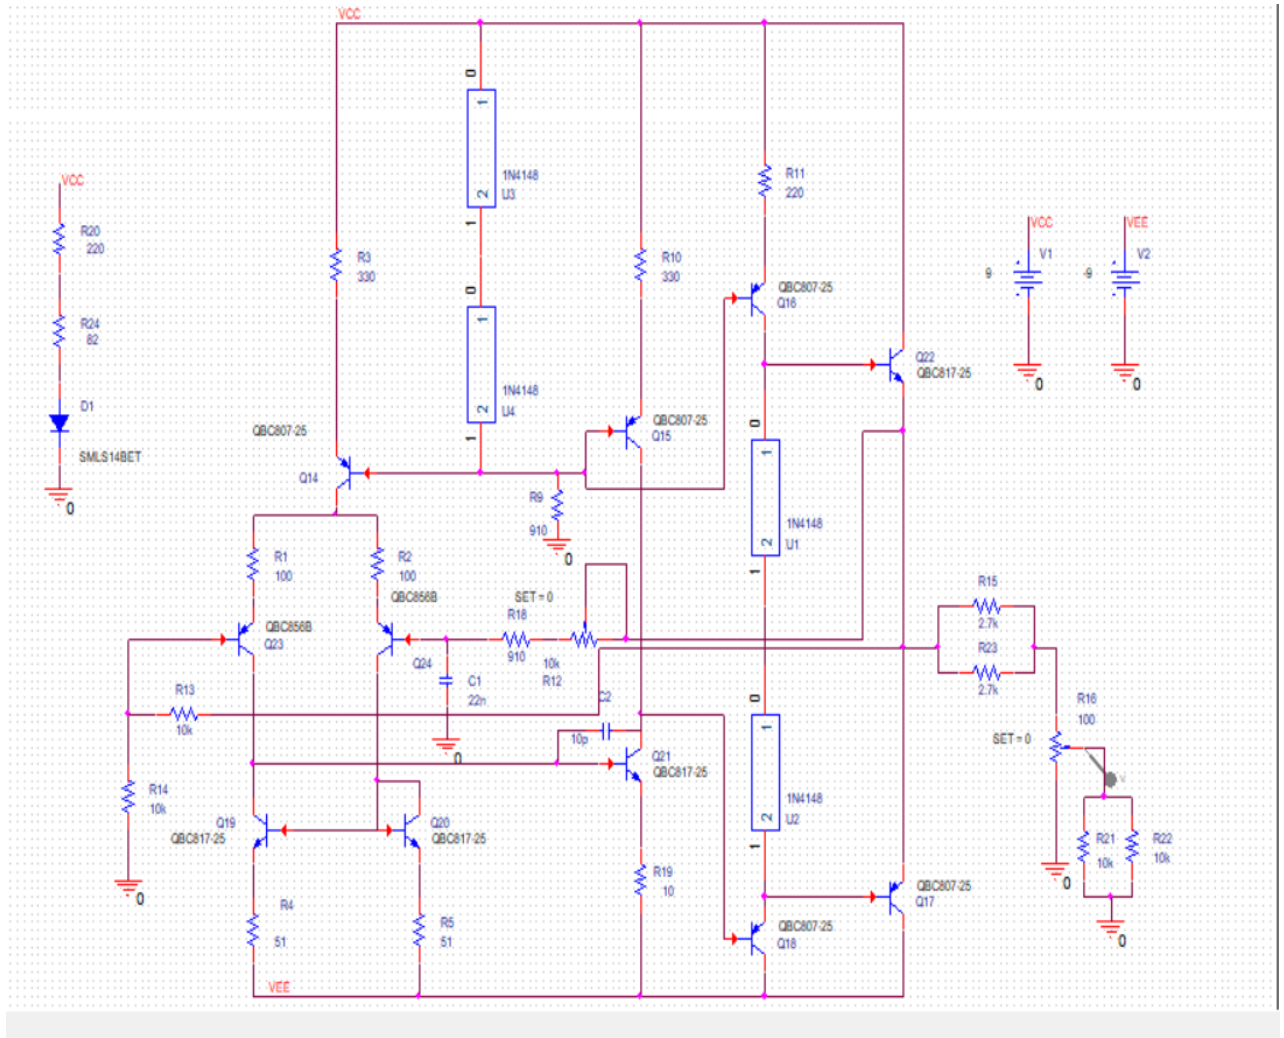 VCC
0
1
1N4148
2
U3
1
VCC
R20
220
R24
82
D1
SMLS14BET
0
R3
330
R10
330
R11
220
0
1
1N4148
2
U4
1
QBC807-25
Q16
QBC807-25
Q15
Q22
QBC817-25
VCC
V1
9
0
VEE
V2
-9
0
QBC807-25
Q14
R9
910
0
0
1
1N4148
2
U1
1
R1
100
R2
100
QBC856B
SET = 0
R18
910
10k
R12
QBC856B
Q23
Q24
C1
22n
0
R13
10k
C2
10p
Q21
QBC817-25
R14
10k
0
Q19
QBC817-25
Q20
QBC817-25
0
1
1N4148
2
U2
1
R15
2.7k
R23
2.7k
R16
100
SET = 0
V
R21
10k
R22
10k
0
0
R19
10
R4
51
R5
51
QBC807-25
Q17
QBC807-25
Q18
VEE